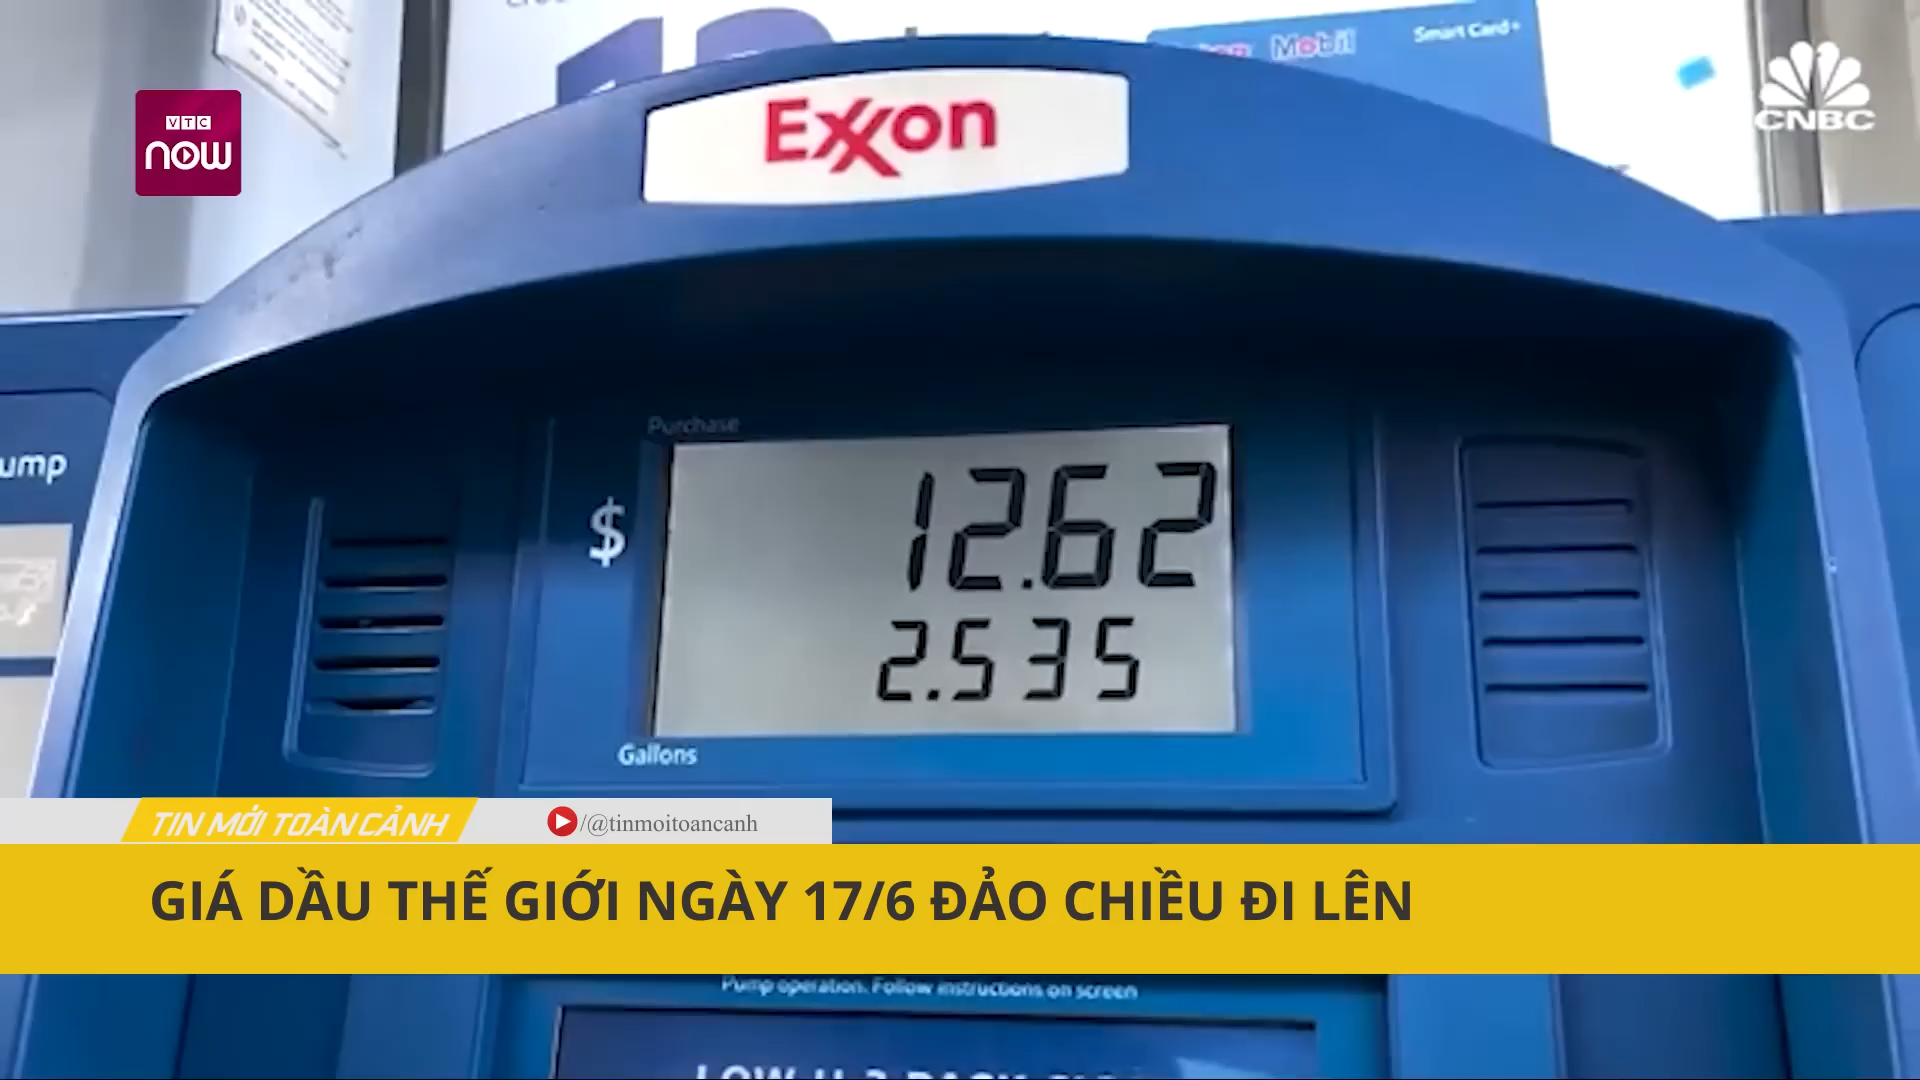 Mobil
Smart Card+
CNBC
VTC
now
Exxon
ump
Purchase
$
12.62
2.535
Gallons
TIN MỚI TOÀN CẢNH
/@tinmoitoancanh
GIÁ DẦU THẾ GIỚI NGÀY 17/6 ĐẢO CHIỀU ĐI LÊN
Pump operation. Follow instructions on screen